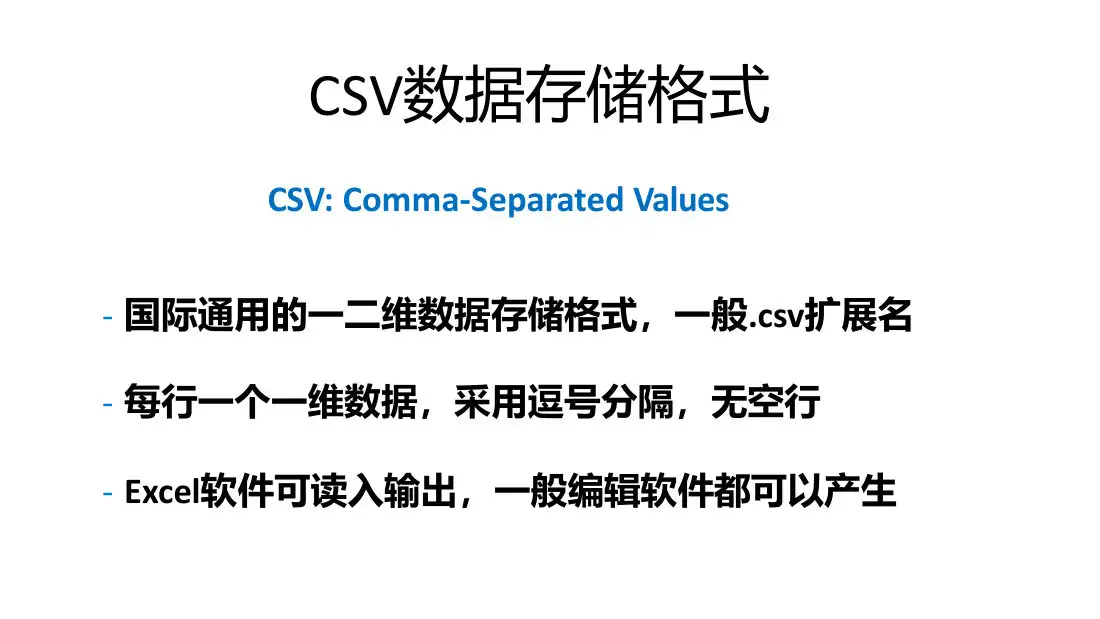 CSV数据存储格式
CSV: Comma-Separated Values
- 国际通用的一二维数据存储格式，一般.csv扩展名
- 每行一个一维数据，采用逗号分隔，无空行
- Excel软件可读入输出，一般编辑软件都可以产生